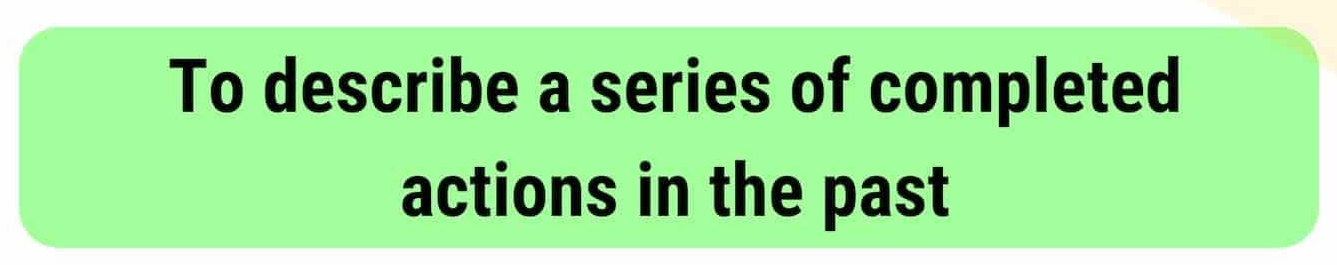 To describe a series of completed
actions in the past